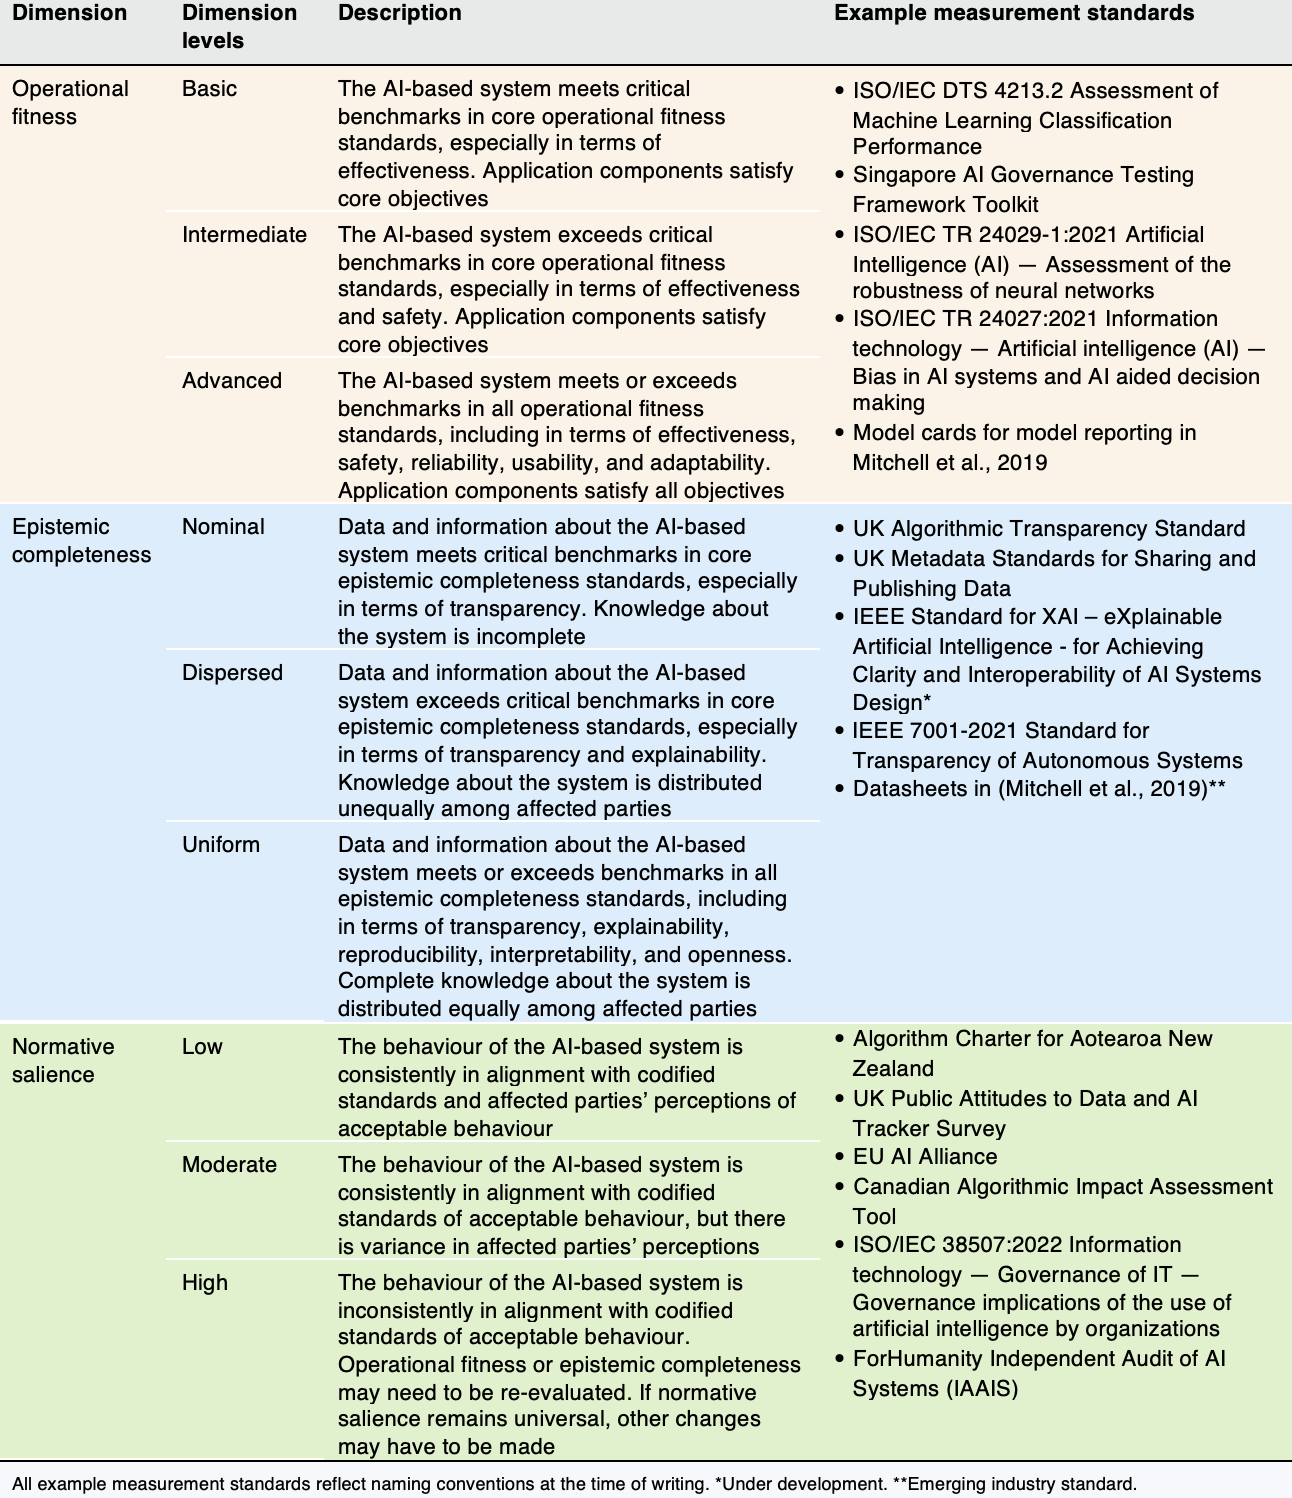 Dimension
Dimension
levels
Description
Example measurement standards
Operational
fitness
Basic
The AI-based system meets critical
benchmarks in core operational fitness
standards, especially in terms of
effectiveness. Application components satisfy
core objectives
Intermediate
The AI-based system exceeds critical
benchmarks in core operational fitness
standards, especially in terms of effectiveness
and safety. Application components satisfy
core objectives
Advanced
The AI-based system meets or exceeds
benchmarks in all operational fitness
standards, including in terms of effectiveness,
safety, reliability, usability, and adaptability.
Application components satisfy all objectives
• ISO/IEC DTS 4213.2 Assessment of
Machine Learning Classification
Performance
• Singapore AI Governance Testing
Framework Toolkit
• ISO/IEC TR 24029-1:2021 Artificial
Intelligence (AI) — Assessment of the
robustness of neural networks
• ISO/IEC TR 24027:2021 Information
technology — Artificial intelligence (AI) —
Bias in AI systems and AI aided decision
making
• Model cards for model reporting in
Mitchell et al., 2019
Epistemic
completeness
Nominal
Data and information about the AI-based
system meets critical benchmarks in core
epistemic completeness standards, especially
in terms of transparency. Knowledge about
the system is incomplete
Dispersed
Data and information about the AI-based
system exceeds critical benchmarks in core
epistemic completeness standards, especially
in terms of transparency and explainability.
Knowledge about the system is distributed
unequally among affected parties
Uniform
Data and information about the AI-based
system meets or exceeds benchmarks in all
epistemic completeness standards, including
in terms of transparency, explainability,
reproducibility, interpretability, and openness.
Complete knowledge about the system is
distributed equally among affected parties
• UK Algorithmic Transparency Standard
• UK Metadata Standards for Sharing and
Publishing Data
• IEEE Standard for XAI – eXplainable
Artificial Intelligence - for Achieving
Clarity and Interoperability of AI Systems
Design*
• IEEE 7001-2021 Standard for
Transparency of Autonomous Systems
• Datasheets in (Mitchell et al., 2019)**
Normative
salience
Low
The behaviour of the AI-based system is
consistently in alignment with codified
standards and affected parties’ perceptions of
acceptable behaviour
Moderate
The behaviour of the AI-based system is
consistently in alignment with codified
standards of acceptable behaviour, but there
is variance in affected parties’ perceptions
High
The behaviour of the AI-based system is
inconsistently in alignment with codified
standards of acceptable behaviour.
Operational fitness or epistemic completeness
may need to be re-evaluated. If normative
salience remains universal, other changes
may have to be made
• Algorithm Charter for Aotearoa New
Zealand
• UK Public Attitudes to Data and AI
Tracker Survey
• EU AI Alliance
• Canadian Algorithmic Impact Assessment
Tool
• ISO/IEC 38507:2022 Information
technology — Governance of IT —
Governance implications of the use of
artificial intelligence by organizations
• ForHumanity Independent Audit of AI
Systems (IAAIS)
All example measurement standards reflect naming conventions at the time of writing. *Under development. **Emerging industry standard.